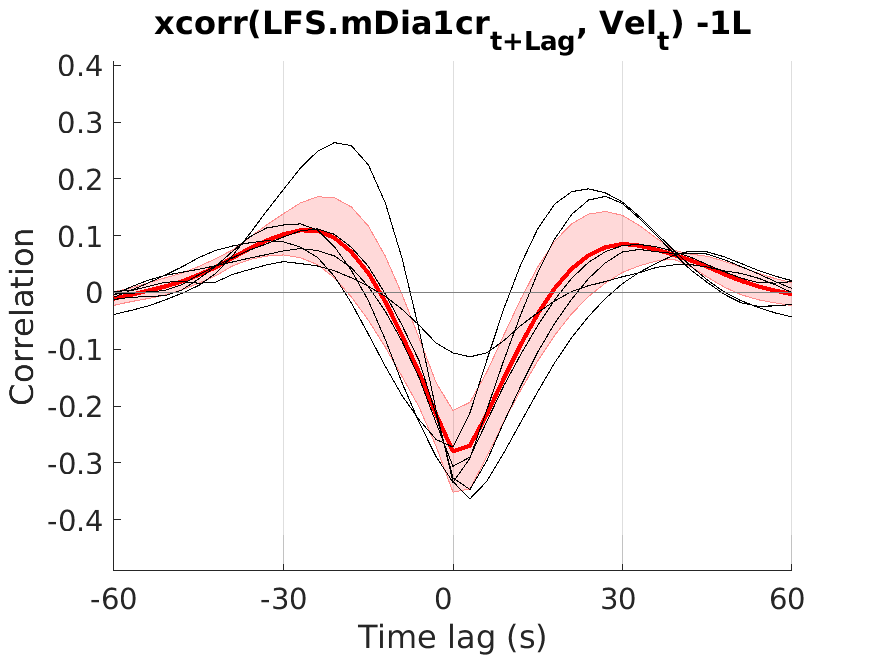 xcorr(LFS.mDia1cr_{t+Lag}, Vel_t) -1L
0.4
0.3
0.2
0.1
0
-0.1
-0.2
-0.3
-0.4
Correlation
-60 -30 0 30 60
Time lag (s)